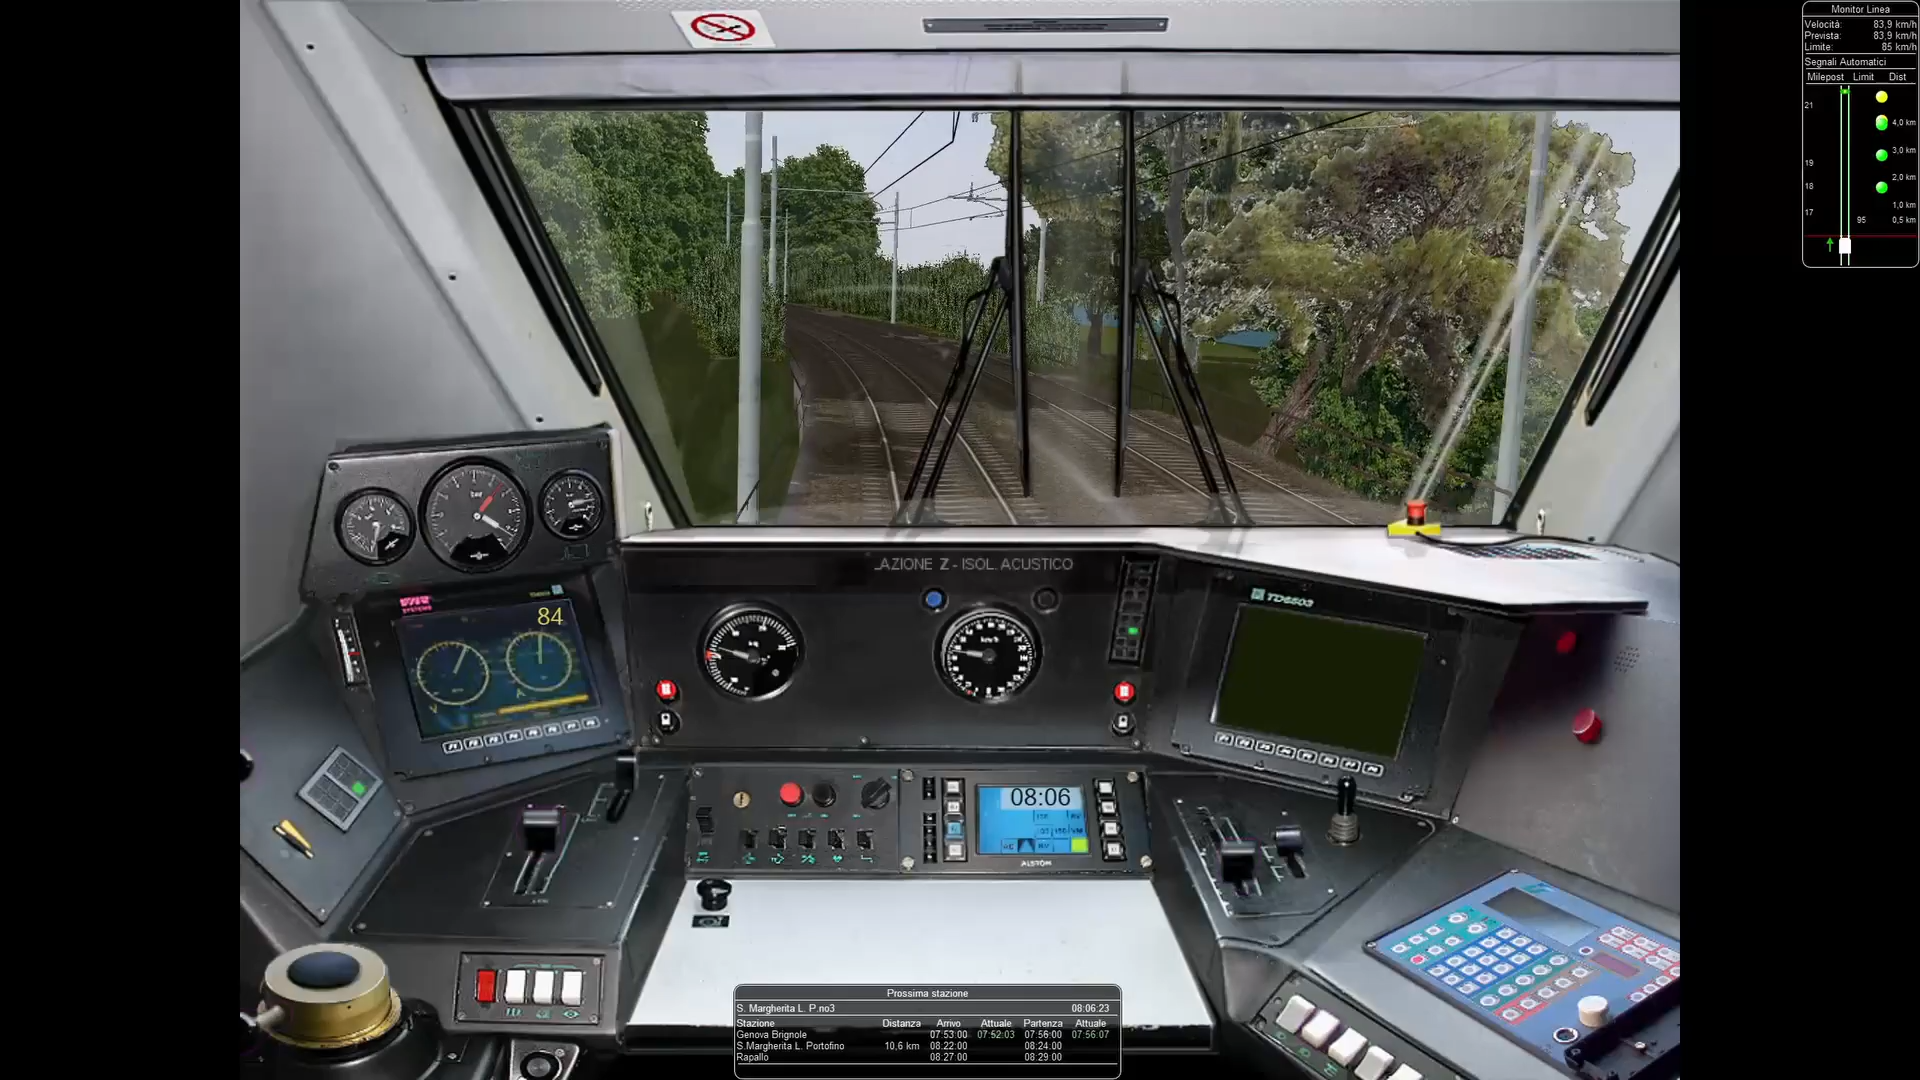 Monitor Linea
Velocità: 83,9 km/h
Prevista: 83,9 km/h
Limite: 85 km/h
Segnali Automatici
Milepost Limit Dist
21
4,0 km
3,0 km
19
2,0 km
18
1,0 km
17
95 0,5 km
AZIONE Z - ISOL. ACUSTICO
84
TD6503
08:06
ALSTOM
Prossima stazione
S. Margherita L. P.no3 08:06:23
Stazione Distanza Arrivo Attuale Partenza Attuale
Genova Brignole 07:53:00 07:52:03 07:56:00 07:56:07
S.Margherita L. Portofino 10,6 km 08:22:00 08:24:00
Rapallo 08:27:00 08:29:00